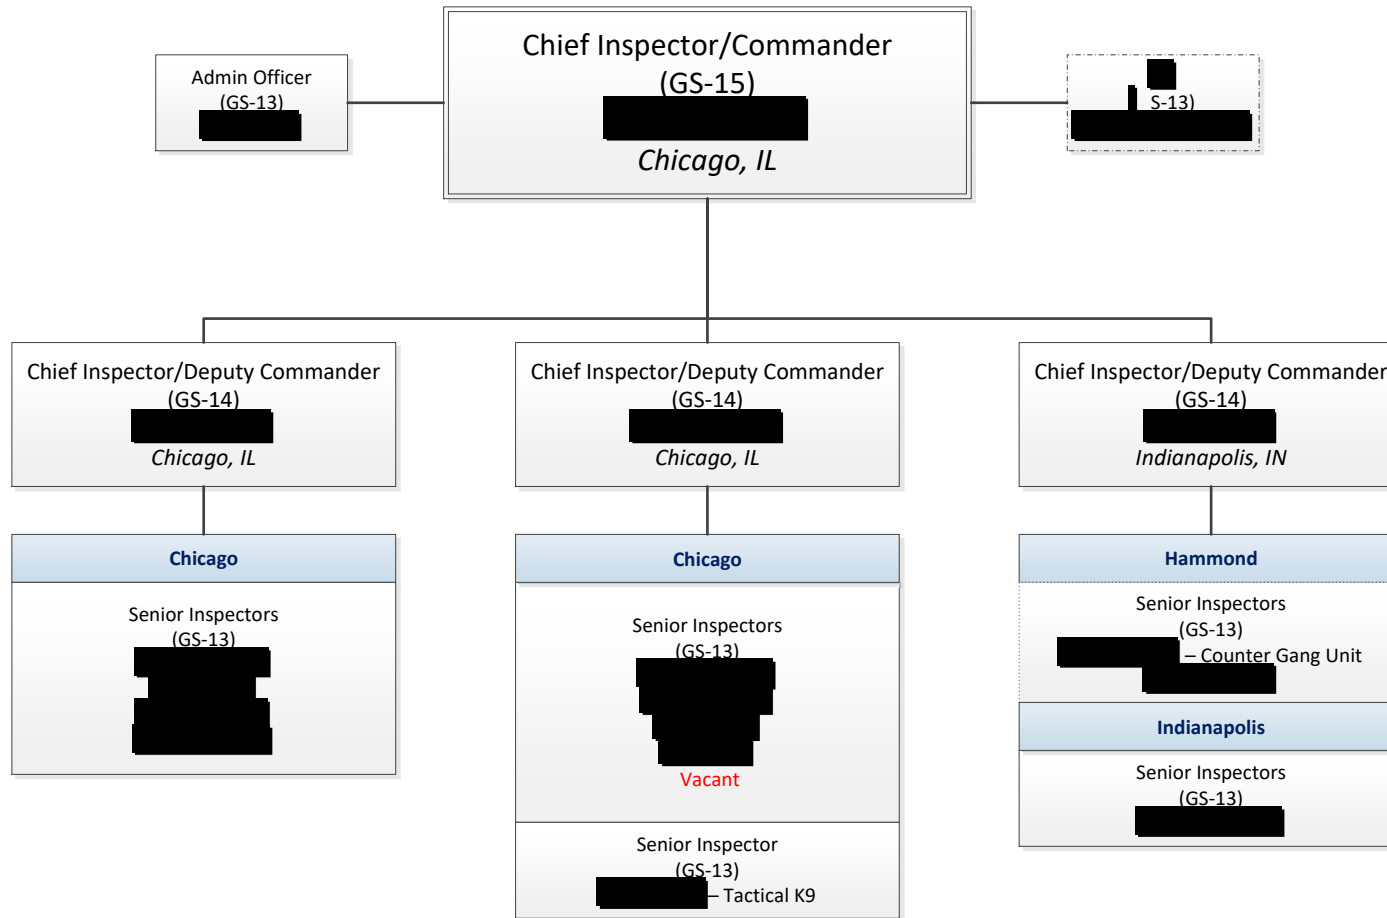 Chief Inspector/Commander
(GS-15)
Chicago, IL
Admin Officer
(GS-13)
S-13)
Chief Inspector/Deputy Commander
(GS-14)
Chicago, IL
Chicago
Senior Inspectors
(GS-13)
Chief Inspector/Deputy Commander
(GS-14)
Chicago, IL
Chicago
Senior Inspectors
(GS-13)
Vacant
Senior Inspector
(GS-13)
– Tactical K9
Chief Inspector/Deputy Commander
(GS-14)
Indianapolis, IN
Hammond
Senior Inspectors
(GS-13)
– Counter Gang Unit
Indianapolis
Senior Inspectors
(GS-13)